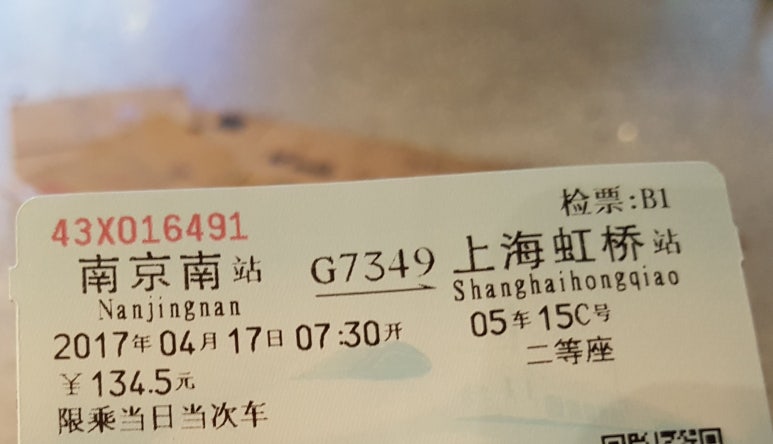 43X016491 检票:B1
南京南站 G7349 上海虹桥站
Nanjingnan Shanghaihongqiao
2017年04月17日07:30开 05车15C号
¥134.5元 二等座
限乘当日当次车